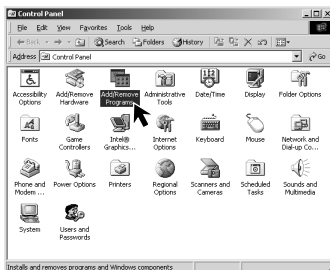 Control Panel
File Edit View Favorites Tools Help
Back Search Folders History
Address Control Panel Go
Accessibility Options
Add/Remove Hardware
Add/Remove Programs
Administrative Tools
Date/Time
Display
Folder Options
Fonts
Game Controllers
Intel® Graphics...
Internet Options
Keyboard
Mouse
Network and Dial-up Co...
Phone and Modem ...
Power Options
Printers
Regional Options
Scanners and Cameras
Scheduled Tasks
Sounds and Multimedia
System
Users and Passwords
Installs and removes programs and Windows components